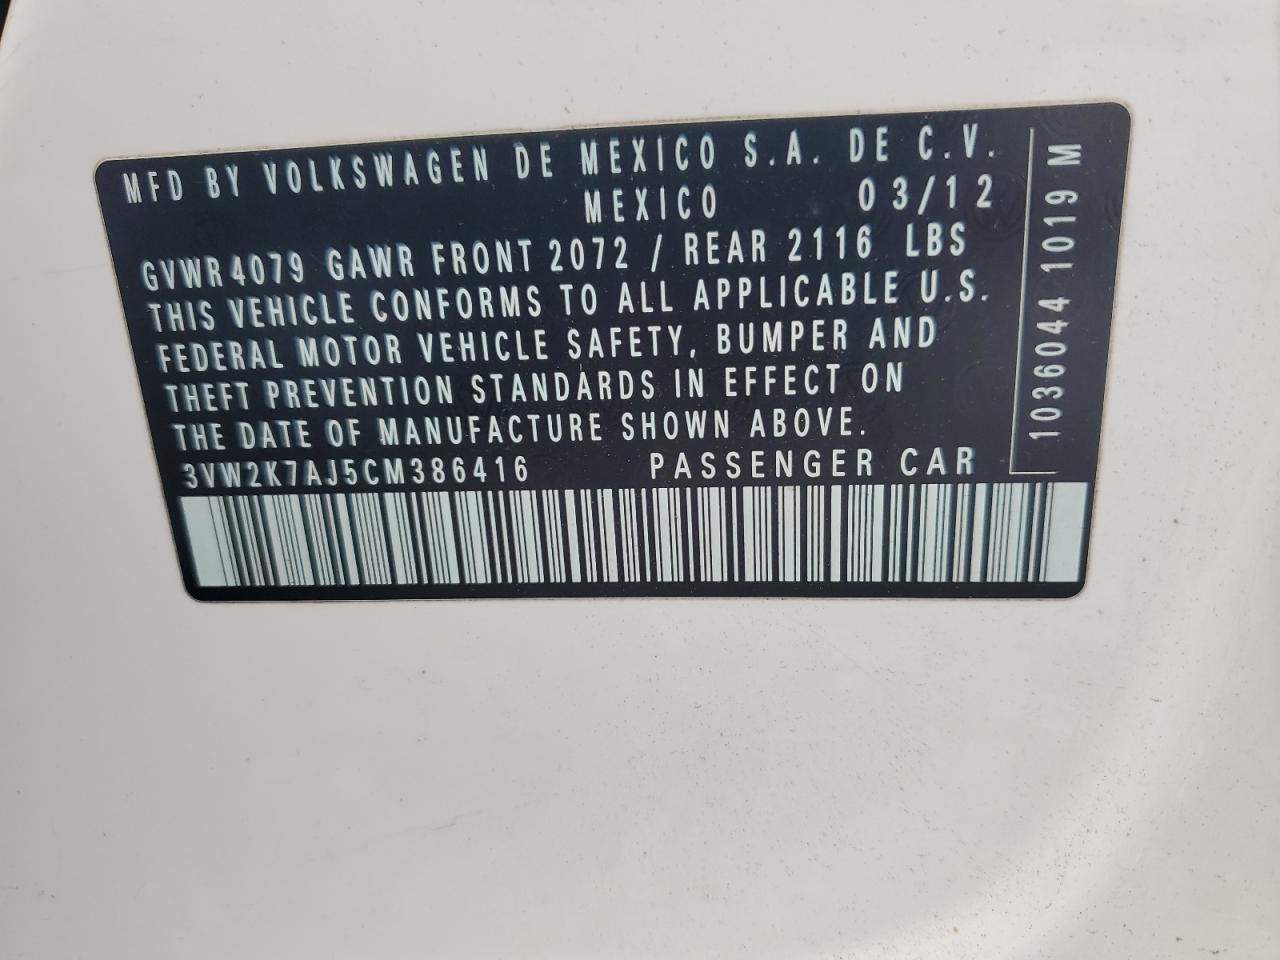 MFD BY VOLKSWAGEN DE MEXICO S.A. DE C.V.
MEXICO 03/12
GVWR 4079 GAWR FRONT 2072 / REAR 2116 LBS
THIS VEHICLE CONFORMS TO ALL APPLICABLE U.S.
FEDERAL MOTOR VEHICLE SAFETY, BUMPER AND
THEFT PREVENTION STANDARDS IN EFFECT ON
THE DATE OF MANUFACTURE SHOWN ABOVE.
3VW2K7AJ5CM386416 PASSENGER CAR
1036044 1019 M